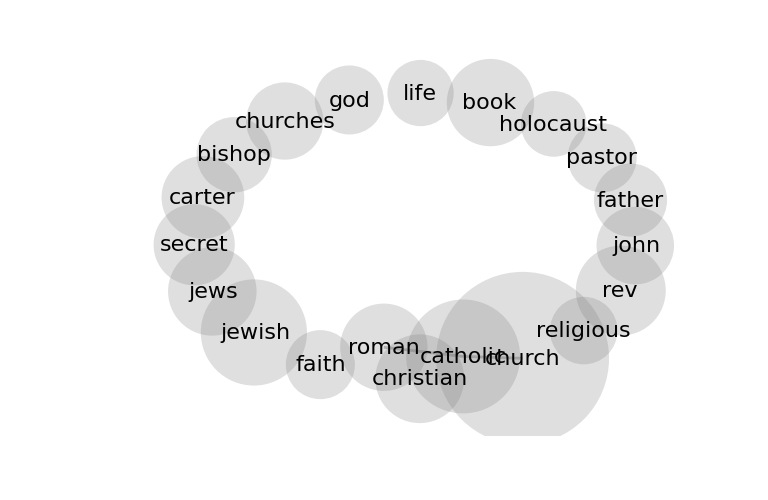 life
god
book
churches
holocaust
bishop
pastor
carter
father
secret
john
jews
rev
jewish
religious
roman
catholic
church
faith
christian